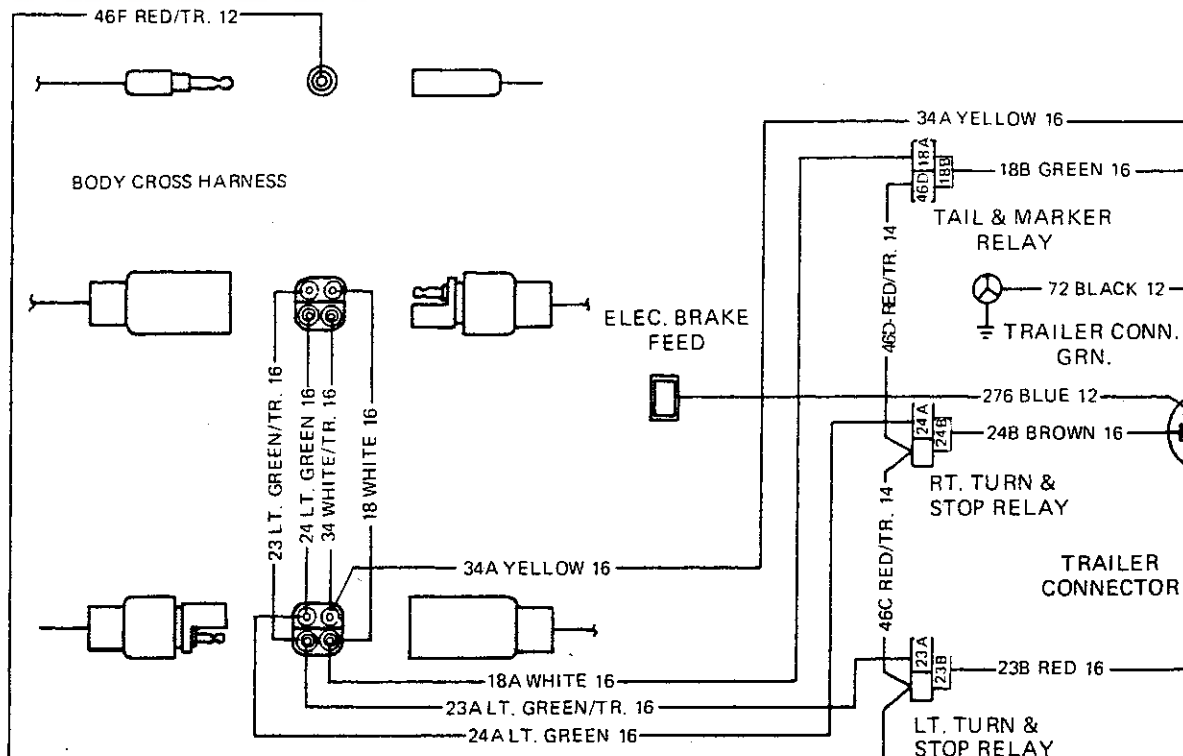 46F RED/TR. 12
34A YELLOW 16
18A
46D
18B
18B GREEN 16
BODY CROSS HARNESS
TAIL & MARKER
RELAY
46D-RED/TR. 14
72 BLACK 12
TRAILER CONN.
GRN.
ELEC. BRAKE
FEED
276 BLUE 12
24A
24B
24B BROWN 16
RT. TURN &
STOP RELAY
23 LT. GREEN/TR. 16
24 LT. GREEN 16
34 WHITE/TR. 16
18 WHITE 16
46C RED/TR. 14
34A YELLOW 16
TRAILER
CONNECTOR
23A
23B
23B RED 16
18A WHITE 16
23A LT. GREEN/TR. 16
24A LT. GREEN 16
LT. TURN &
STOP RELAY